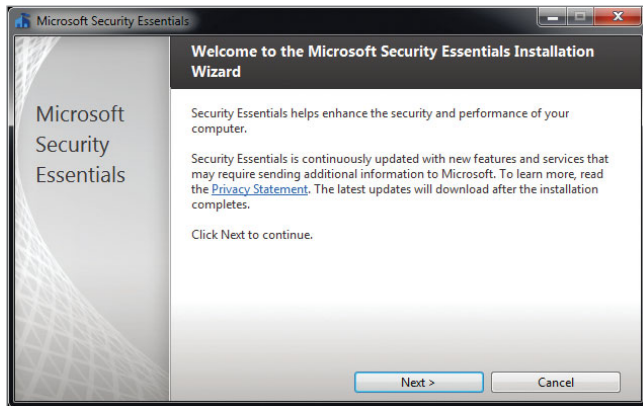 Microsoft Security Essentials
Welcome to the Microsoft Security Essentials Installation
Wizard
Microsoft
Security
Essentials
Security Essentials helps enhance the security and performance of your
computer.
Security Essentials is continuously updated with new features and services that
may require sending additional information to Microsoft. To learn more, read
the Privacy Statement. The latest updates will download after the installation
completes.
Click Next to continue.
Next >
Cancel